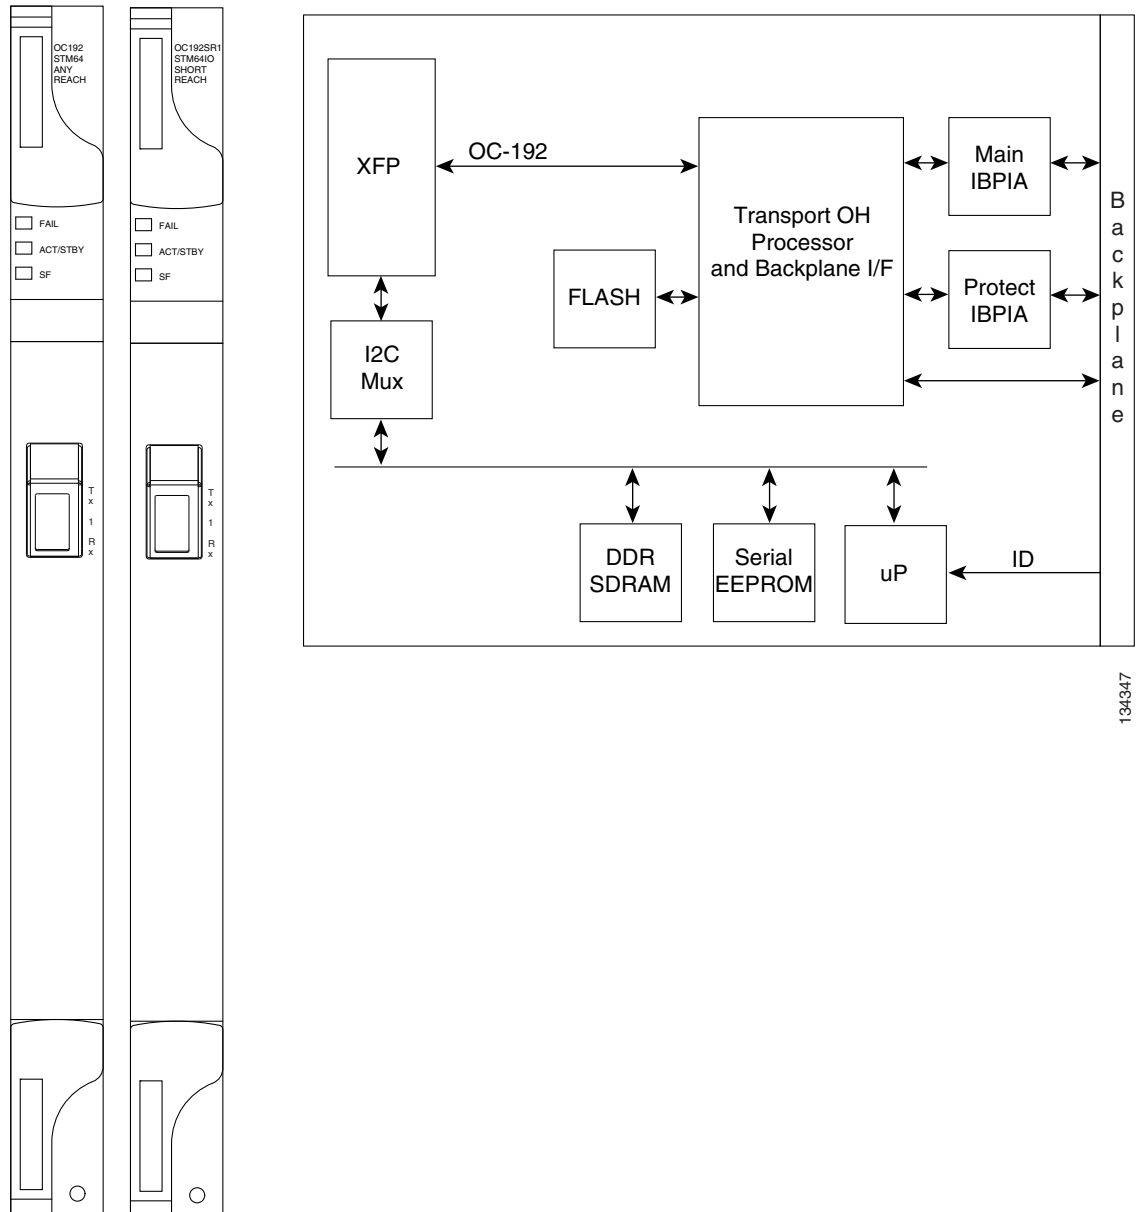 OC192
STM64
ANY
REACH
FAIL
ACT/STBY
SF
Tx
1
Rx
OC192SR1
STM64IO
SHORT
REACH
FAIL
ACT/STBY
SF
Tx
1
Rx
XFP
OC-192
Transport OH
Processor
and Backplane I/F
Main
IBPIA
Protect
IBPIA
FLASH
I2C
Mux
DDR
SDRAM
Serial
EEPROM
uP
ID
Backplane
134347